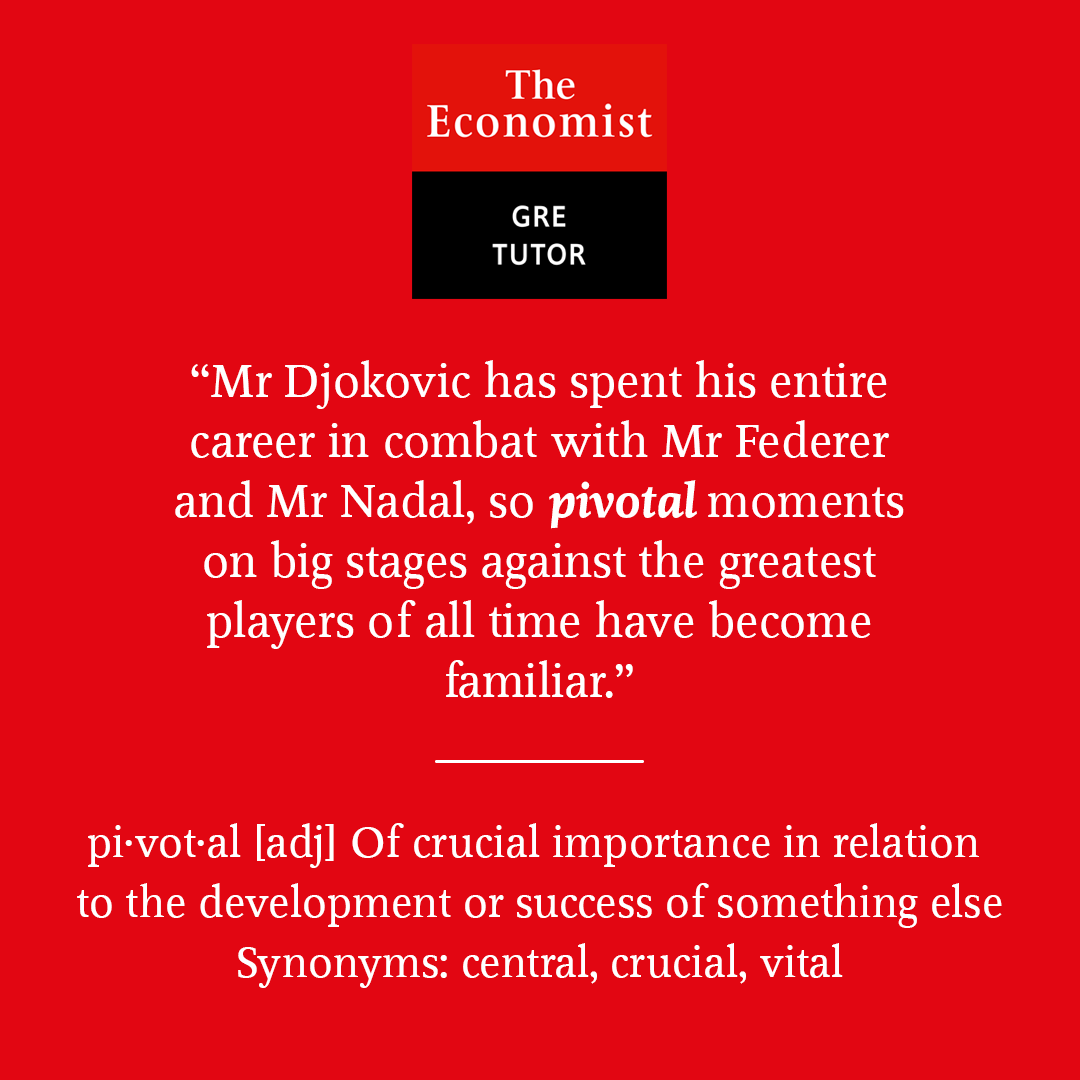 The
Economist
GRE
TUTOR
“Mr Djokovic has spent his entire
career in combat with Mr Federer
and Mr Nadal, so pivotal moments
on big stages against the greatest
players of all time have become
familiar.”
pi·vot·al [adj] Of crucial importance in relation
to the development or success of something else
Synonyms: central, crucial, vital